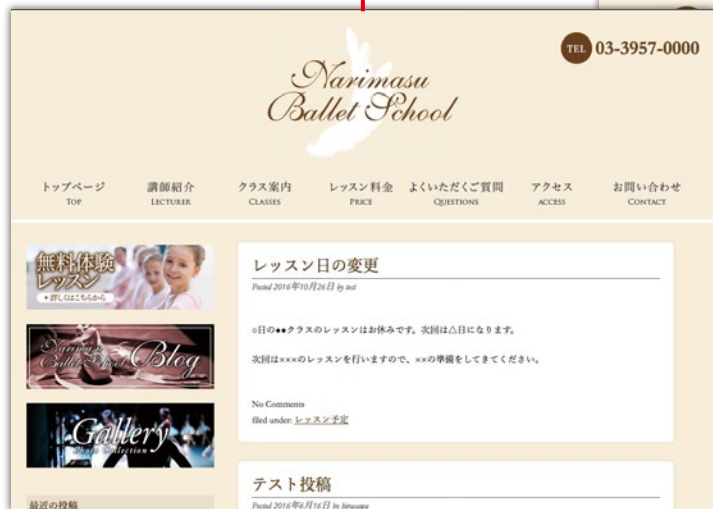 Narimasu
Ballet School
TEL 03-3957-0000
トップページ 講師紹介 クラス案内 レッスン料金 よくいただくご質問 アクセス お問い合わせ
TOP LECTURER CLASSES PRICE QUESTIONS ACCESS CONTACT
無料体験
レッスン
▶詳しくはこちらから
Narimasu
Ballet School Blog
Gallery
Photo Collection
最近の投稿
レッスン日の変更
Posted 2016年10月26日 by test
○日の●●クラスのレッスンはお休みです。次回は△日になります。
次回は×××のレッスンを行いますので、××の準備をしてきてください。
No Comments
filed under: レッスン予定
テスト投稿
Posted 2016年6月16日 by hirasawa